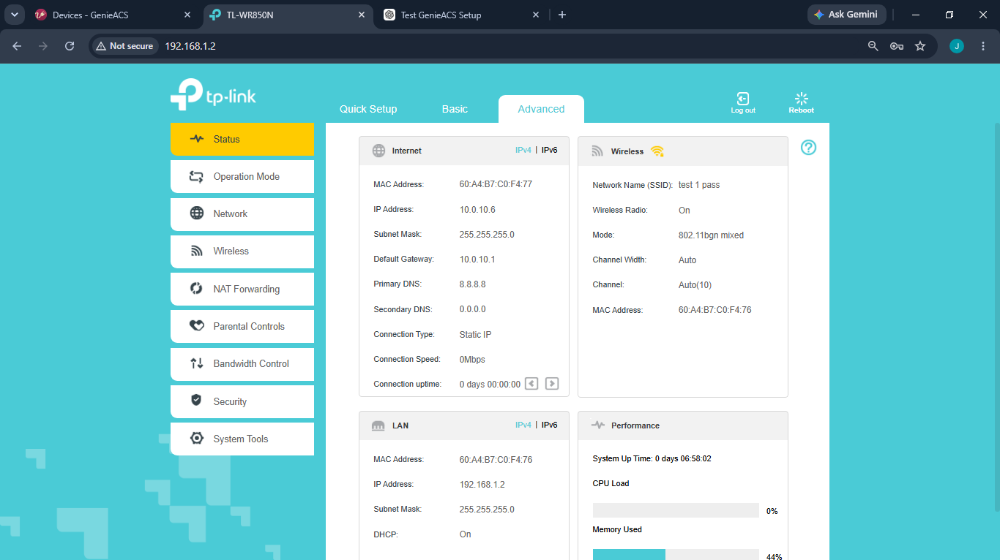 Devices - GenieACS
TL-WR850N
Test GenieACS Setup
Ask Gemini
Not secure
192.168.1.2
J
tp-link
Quick Setup
Basic
Advanced
Log out
Reboot
Status
Operation Mode
Network
Wireless
NAT Forwarding
Parental Controls
Bandwidth Control
Security
System Tools
Internet
IPv4 | IPv6
MAC Address: 60:A4:B7:C0:F4:77
IP Address: 10.0.10.6
Subnet Mask: 255.255.255.0
Default Gateway: 10.0.10.1
Primary DNS: 8.8.8.8
Secondary DNS: 0.0.0.0
Connection Type: Static IP
Connection Speed: 0Mbps
Connection uptime: 0 days 00:00:00
Wireless
Network Name (SSID): test 1 pass
Wireless Radio: On
Mode: 802.11bgn mixed
Channel Width: Auto
Channel: Auto(10)
MAC Address: 60:A4:B7:C0:F4:76
?
LAN
IPv4 | IPv6
MAC Address: 60:A4:B7:C0:F4:76
IP Address: 192.168.1.2
Subnet Mask: 255.255.255.0
DHCP: On
Performance
System Up Time: 0 days 06:58:02
CPU Load
0%
Memory Used
44%